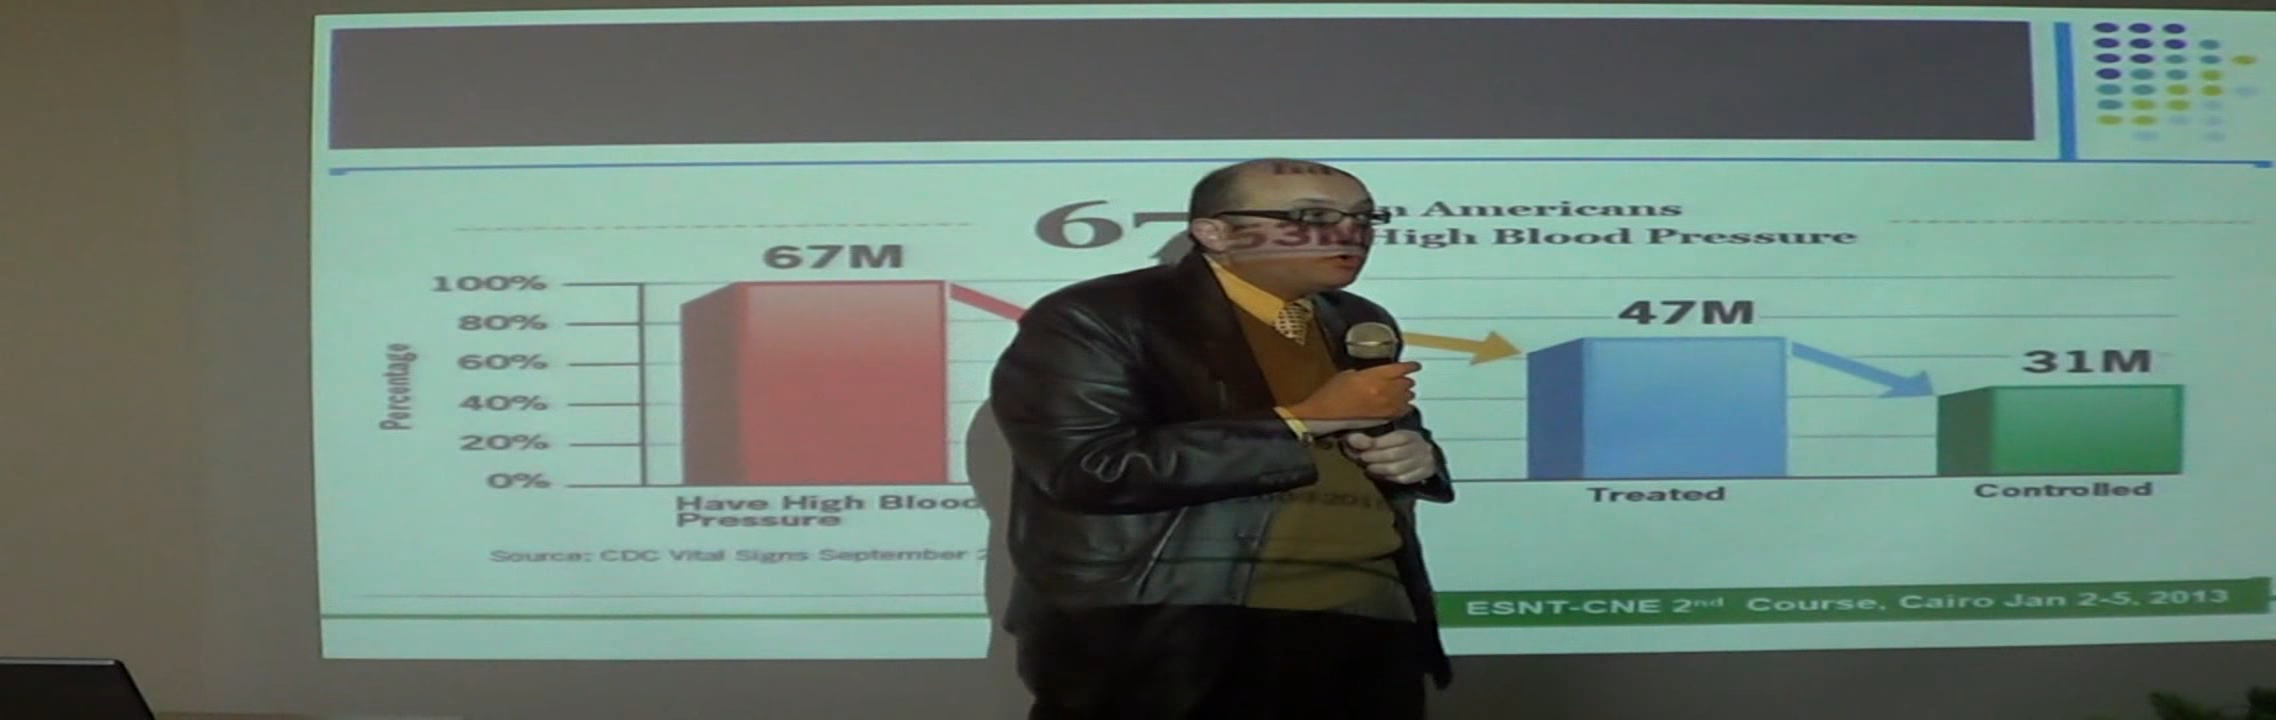 67
n Americans
High Blood Pressure
67M
53M
47M
31M
100%
80%
60%
40%
20%
0%
Percentage
Have High Blood
Pressure
Treated
Controlled
Source: CDC Vital Signs September
ESNT-CNE 2nd Course, Cairo Jan 2-5, 2013